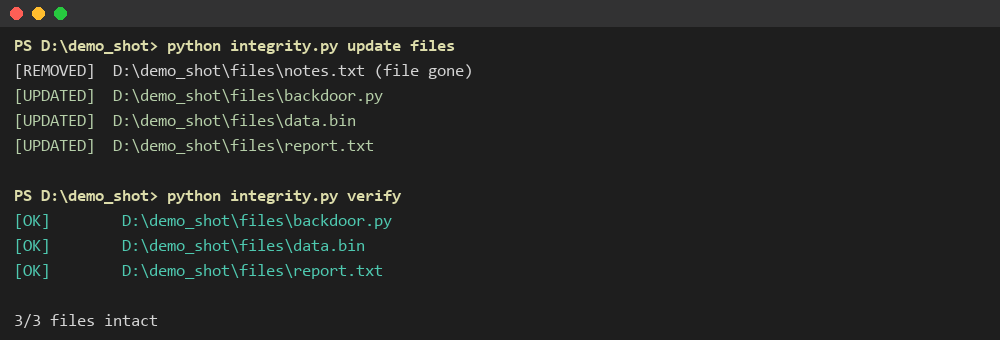 PS D:\demo_shot> python integrity.py update files
[REMOVED]  D:\demo_shot\files\notes.txt (file gone)
[UPDATED]  D:\demo_shot\files\backdoor.py
[UPDATED]  D:\demo_shot\files\data.bin
[UPDATED]  D:\demo_shot\files\report.txt
PS D:\demo_shot> python integrity.py verify
[OK]        D:\demo_shot\files\backdoor.py
[OK]        D:\demo_shot\files\data.bin
[OK]        D:\demo_shot\files\report.txt
3/3 files intact